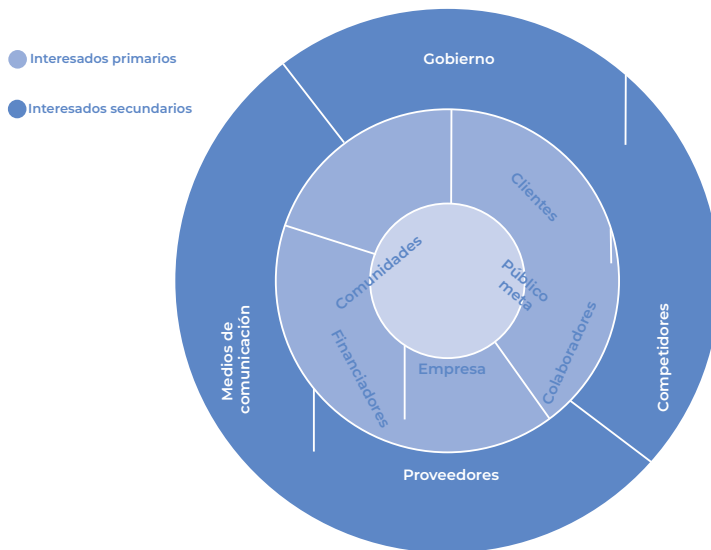 Interesados primarios
Interesados secundarios
Gobierno
Clientes
Comunidades
Público
meta
Medios de
comunicación
Financiadores
Empresa
Colaboradores
Competidores
Proveedores